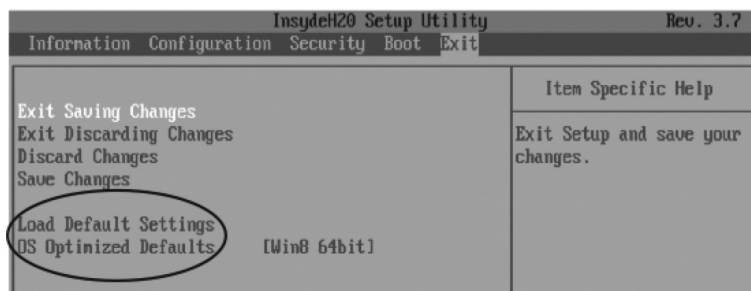 InsydeH20 Setup Utility Rev. 3.7
Information Configuration Security Boot Exit
Item Specific Help
Exit Saving Changes
Exit Discarding Changes
Discard Changes
Save Changes
Exit Setup and save your
changes.
Load Default Settings
OS Optimized Defaults [Win8 64bit]